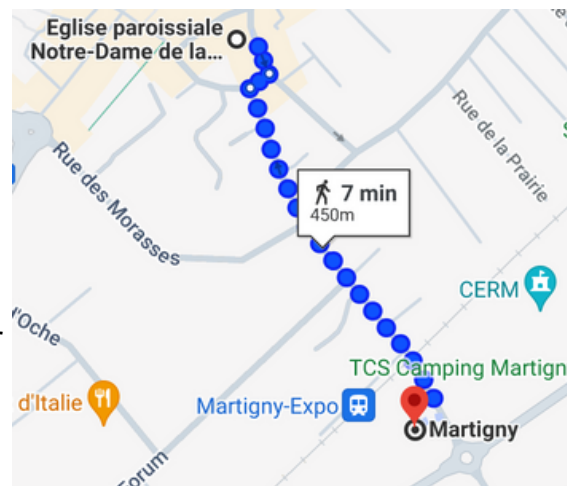 Eglise paroissiale
Notre-Dame de la...
Rue de la Prairie
Rue des Morasses
7 min
450m
CERM
d'Oche
TCS Camping Martign
d'Italie
Martigny-Expo
Martigny
Forum